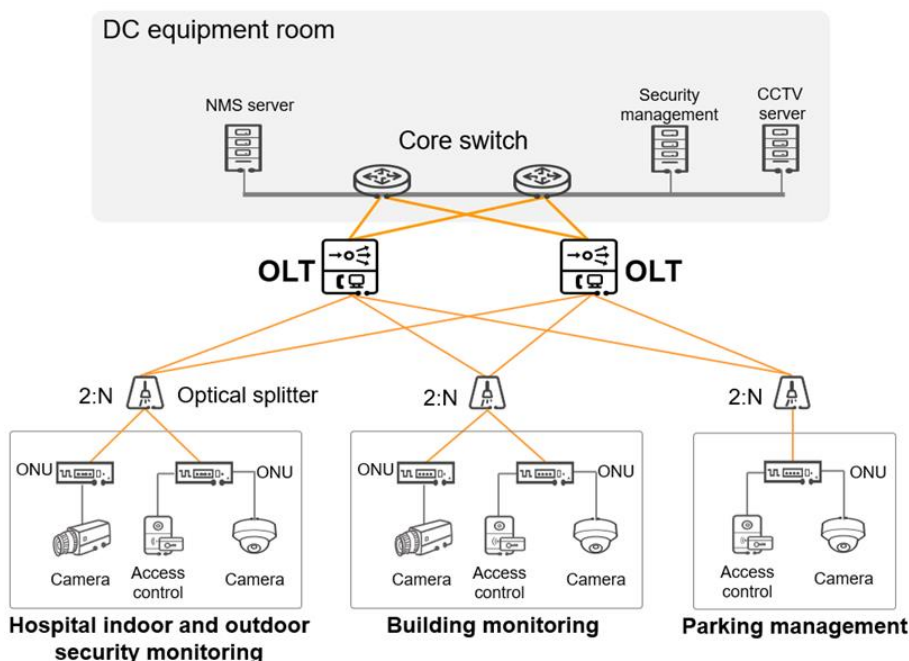 DC equipment room
NMS server
Security
management
CCTV
server
Core switch
OLT
OLT
2:N
Optical splitter
2:N
2:N
ONU
ONU
ONU
ONU
ONU
Camera
Access
control
Camera
Camera
Access
control
Camera
Access
control
Camera
Hospital indoor and outdoor
security monitoring
Building monitoring
Parking management